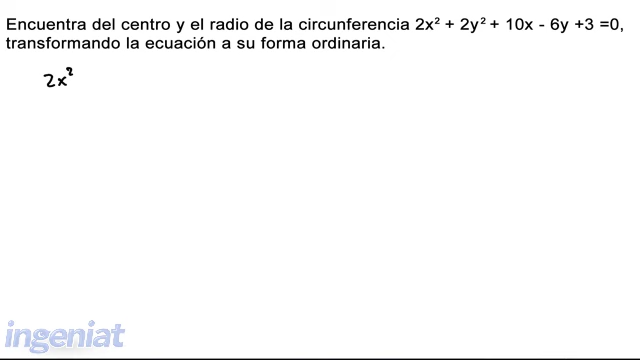 Encuentra del centro y el radio de la circunferencia 2x² + 2y² + 10x - 6y +3 =0,
transformando la ecuación a su forma ordinaria.
2x²
ingeniat